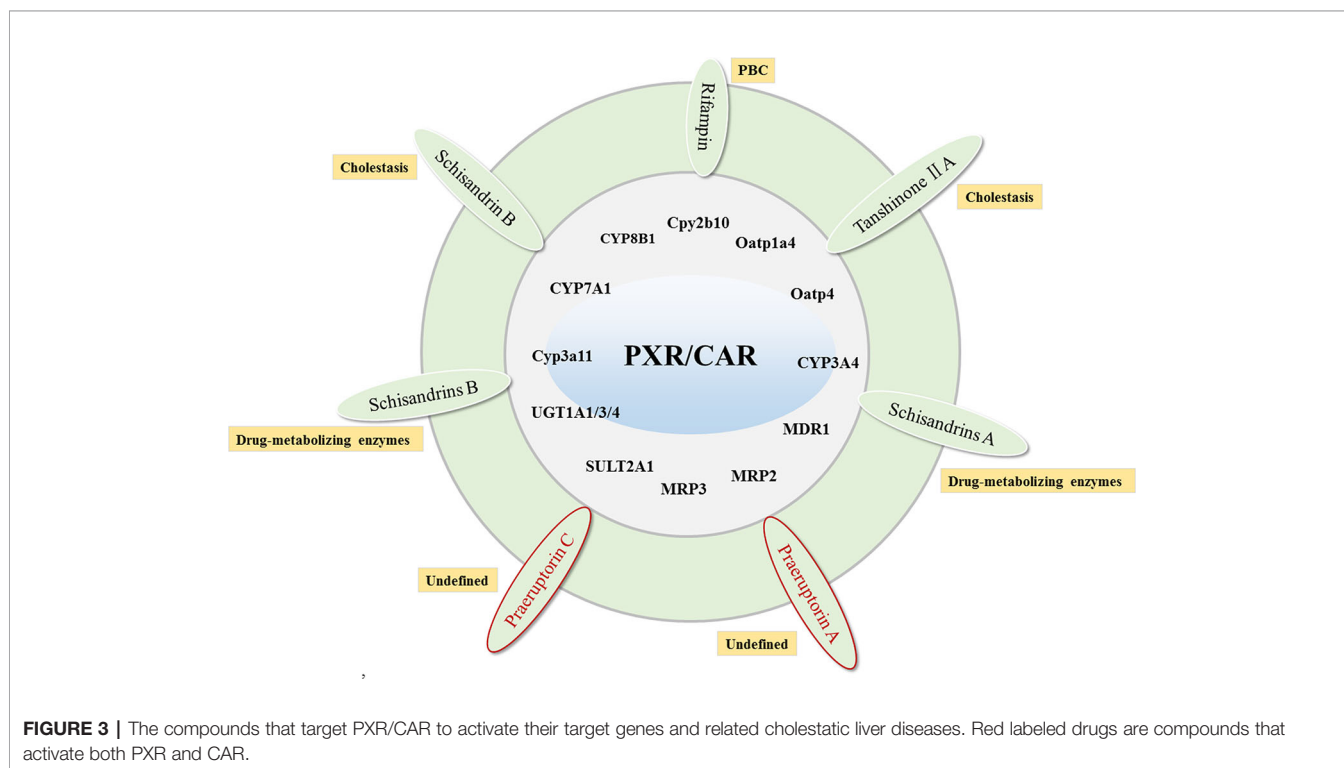 PBC
Rifampin
Cholestasis
Schisandrin B
Tanshinone II A
Cholestasis
Cpy2b10
CYP8B1
Oatp1a4
CYP7A1
Oatp4
PXR/CAR
Cyp3a11
CYP3A4
Schisandrins B
UGT1A1/3/4
Schisandrins A
MDR1
Drug-metabolizing enzymes
SULT2A1
MRP3
MRP2
Drug-metabolizing enzymes
Praeruptorin C
Praeruptorin A
Undefined
Undefined
,
FIGURE 3 | The compounds that target PXR/CAR to activate their target genes and related cholestatic liver diseases. Red labeled drugs are compounds that
activate both PXR and CAR.